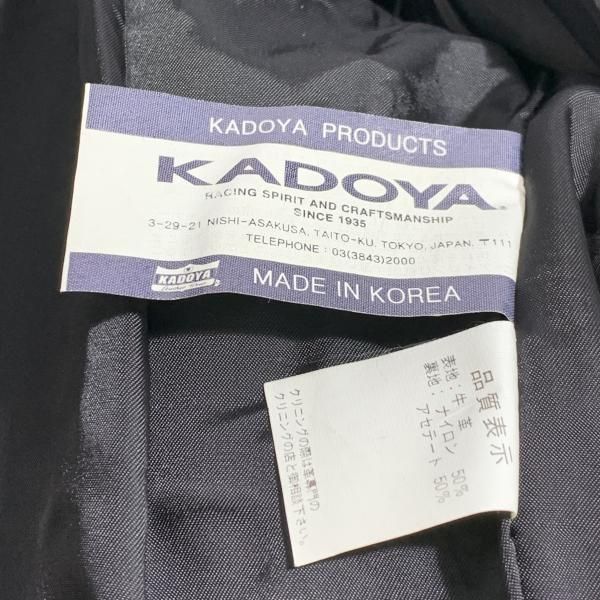 KADOYA PRODUCTS
KADOYA
RACING SPIRIT AND CRAFTSMANSHIP
SINCE 1935
3-29-21 NISHI-ASAKUSA, TAITO-KU, TOKYO, JAPAN. 〒111
TELEPHONE : 03(3843)2000
KADOYA
MADE IN KOREA
品質表示
表地：牛 革
裏地：ナイロン 50%
アセテート 50%
クリニングの際は革専門の
クリニングの店と御相談下さい。